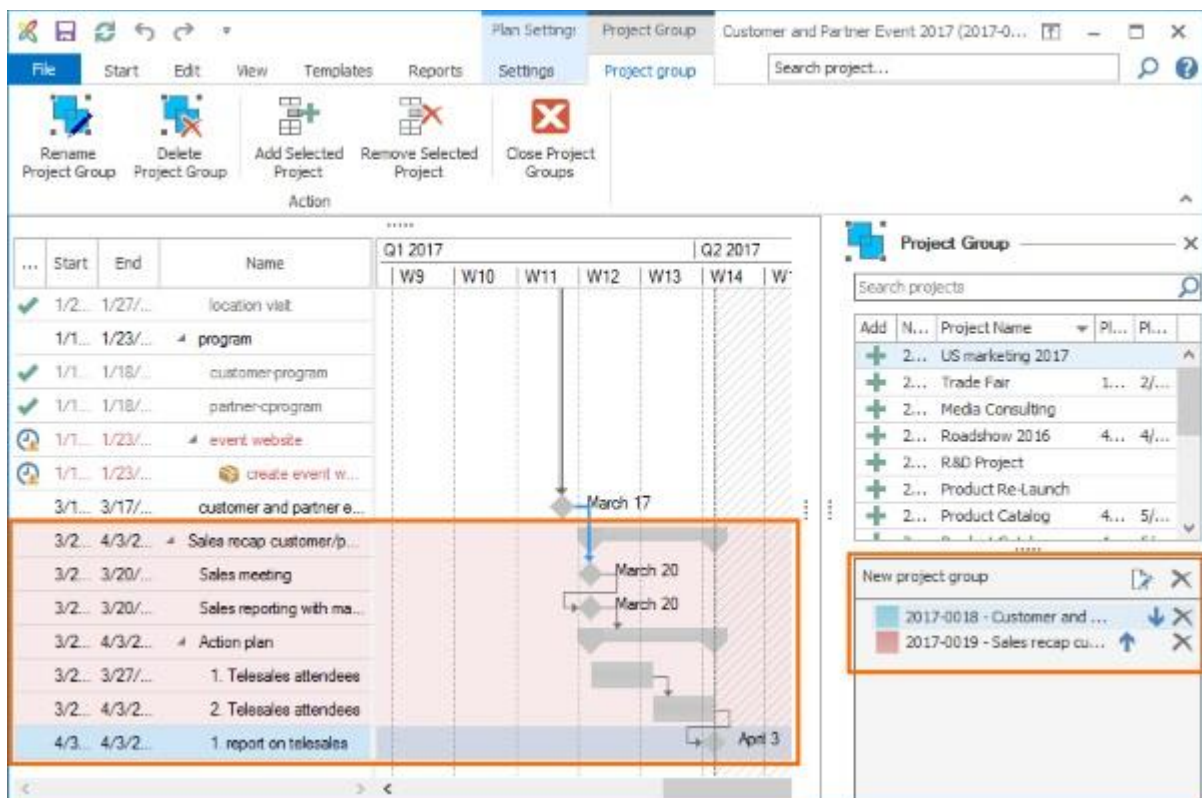 Plan Settings Project Group Customer and Partner Event 2017 (2017-0...
File Start Edit View Templates Reports Settings Project group Search project...
Rename Project Group
Delete Project Group
Add Selected Project
Remove Selected Project
Close Project Groups
Action
... Start End Name
Q1 2017 Q2 2017
W9 W10 W11 W12 W13 W14 W
1/2... 1/27/... location visit
1/1... 1/23/... program
1/1... 1/18/... customer-program
1/1... 1/18/... partner-cprogram
1/1... 1/23/... event website
1/1... 1/23/... create event w...
3/1... 3/17/... customer and partner e... March 17
3/2... 4/3/2... Sales recap customer/p...
3/2... 3/20/... Sales meeting March 20
3/2... 3/20/... Sales reporting with ma... March 20
3/2... 4/3/2... Action plan
3/2... 3/27/... 1. Telesales attendees
3/2... 4/3/2... 2. Telesales attendees
4/3... 4/3/2... 1. report on telesales April 3
Project Group
Search projects
Add N... Project Name Pl... Pl...
2... US marketing 2017
2... Trade Fair 1... 2/...
2... Media Consulting
2... Roadshow 2016 4... 4/...
2... R&D Project
2... Product Re-Launch
2... Product Catalog 4... 5/...
New project group
2017-0018 - Customer and ...
2017-0019 - Sales recap cu...